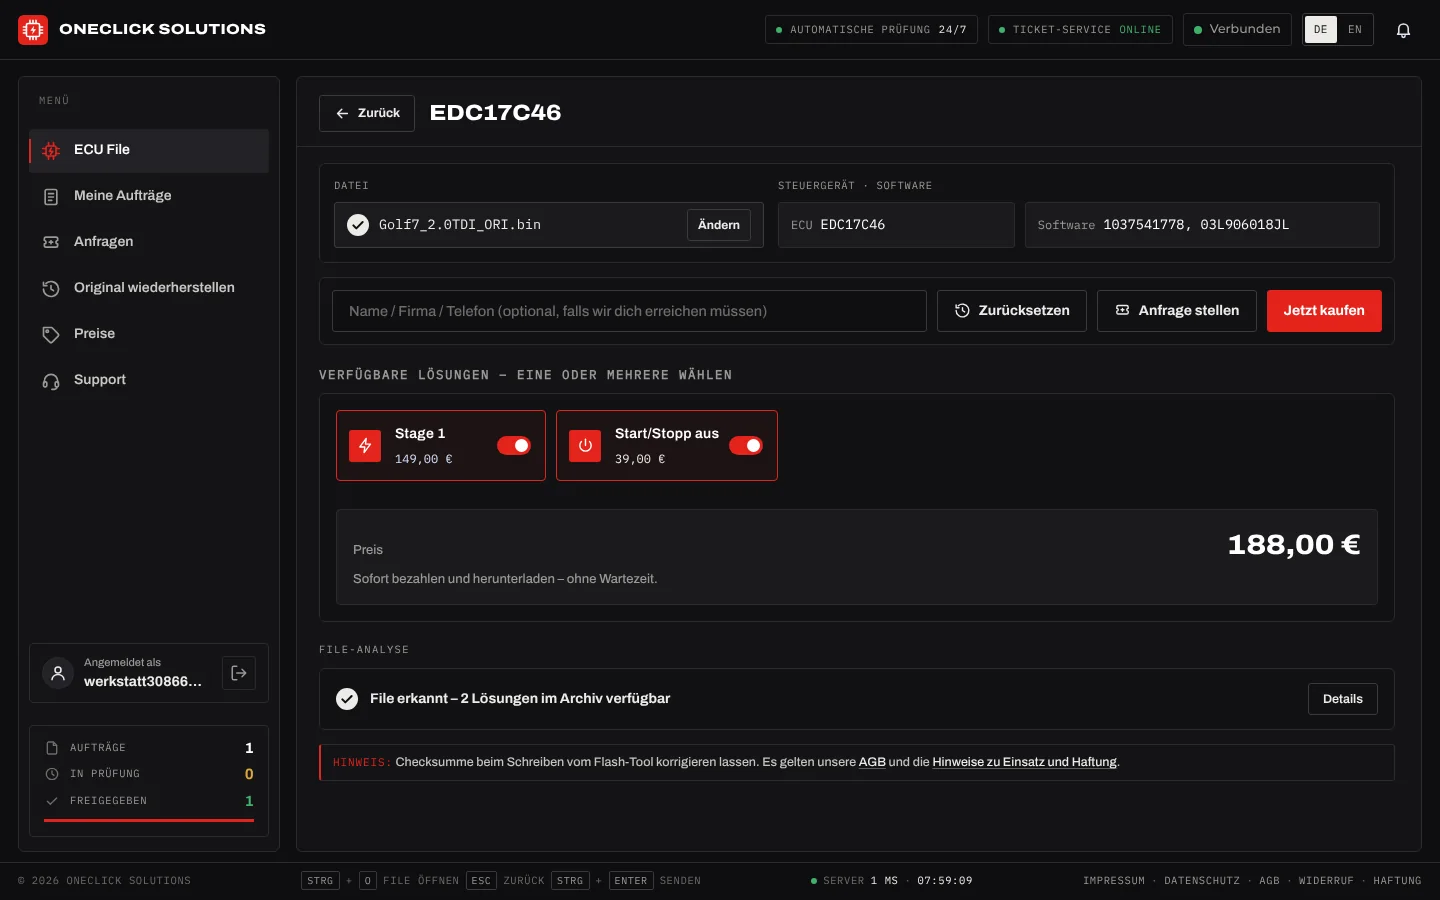 ONECLICK SOLUTIONS
AUTOMATISCHE PRÜFUNG 24/7
TICKET-SERVICE ONLINE
Verbunden
DE EN
MENÜ
ECU File
Meine Aufträge
Anfragen
Original wiederherstellen
Preise
Support
Angemeldet als
werkstatt30866...
AUFTRÄGE 1
IN PRÜFUNG 0
FREIGEGEBEN 1
Zurück
EDC17C46
DATEI
Golf7_2.0TDI_ORI.bin
Ändern
STEUERGERÄT · SOFTWARE
ECU EDC17C46
Software 1037541778, 03L906018JL
Name / Firma / Telefon (optional, falls wir dich erreichen müssen)
Zurücksetzen
Anfrage stellen
Jetzt kaufen
VERFÜGBARE LÖSUNGEN – EINE ODER MEHRERE WÄHLEN
Stage 1
149,00 €
Start/Stopp aus
39,00 €
Preis
188,00 €
Sofort bezahlen und herunterladen – ohne Wartezeit.
FILE-ANALYSE
File erkannt – 2 Lösungen im Archiv verfügbar
Details
HINWEIS: Checksumme beim Schreiben vom Flash-Tool korrigieren lassen. Es gelten unsere AGB und die Hinweise zu Einsatz und Haftung.
© 2026 ONECLICK SOLUTIONS
STRG + O FILE ÖFFNEN ESC ZURÜCK STRG + ENTER SENDEN
SERVER 1 MS · 07:59:09
IMPRESSUM · DATENSCHUTZ · AGB · WIDERRUF · HAFTUNG